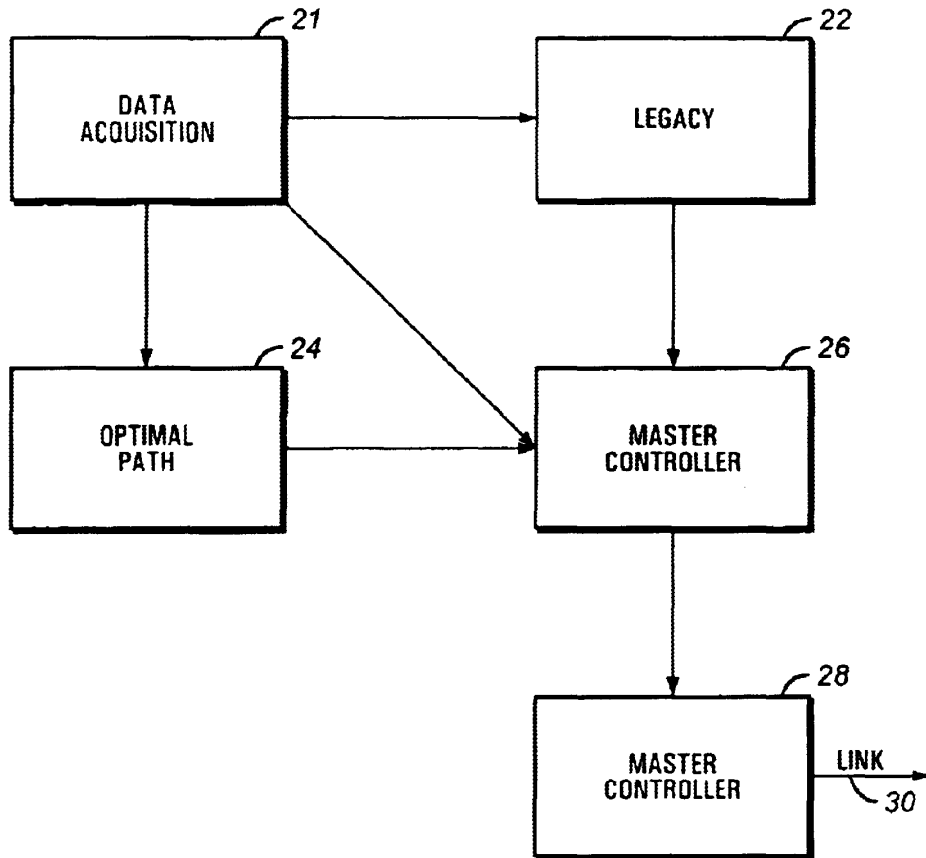 21
DATA
ACQUISITION
22
LEGACY
24
OPTIMAL
PATH
26
MASTER
CONTROLLER
28
MASTER
CONTROLLER
LINK
30